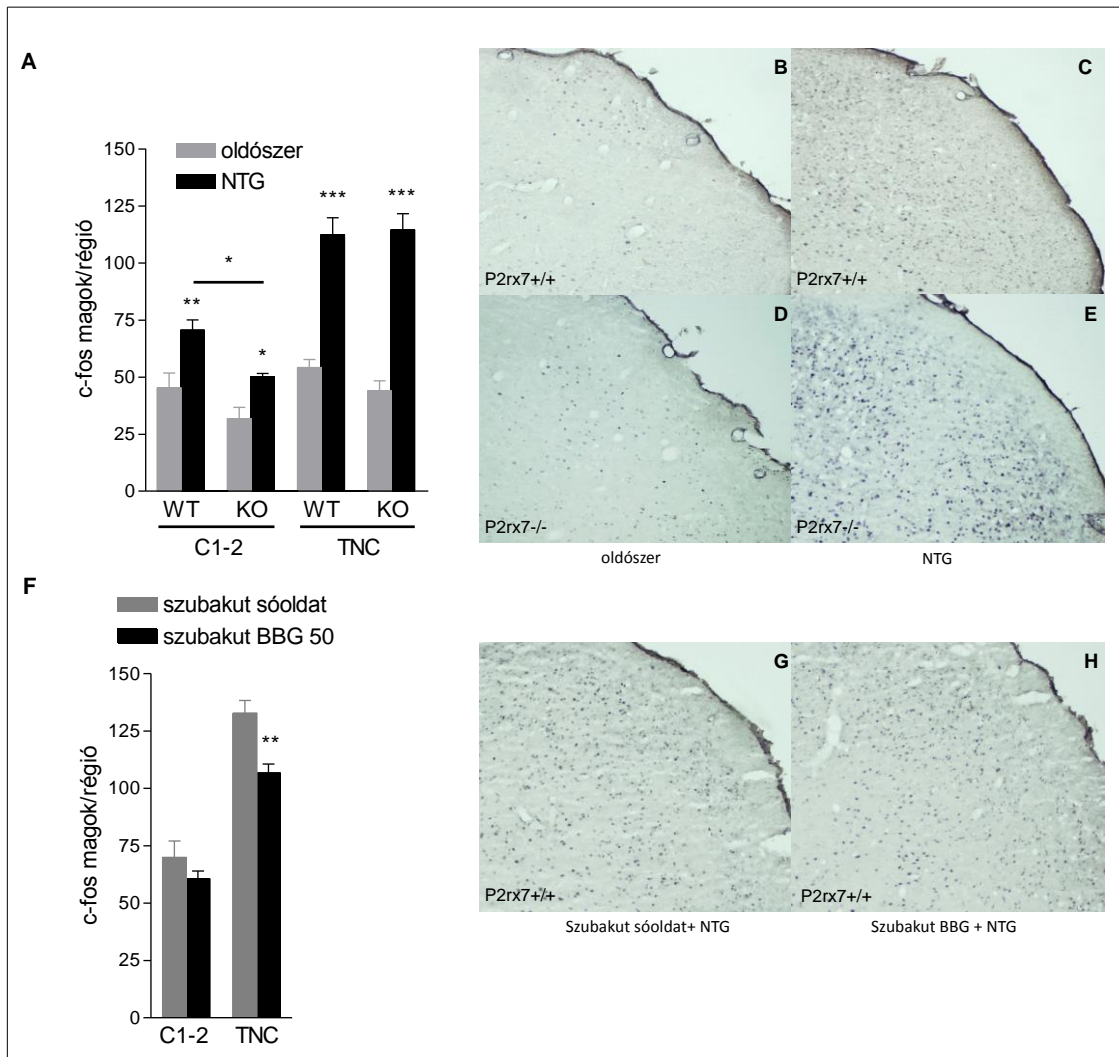 A
oldószer
NTG
c-fos magok/régió
150
125
100
75
50
25
0
**
*
*
***
***
WT
KO
WT
KO
C1-2
TNC
B
P2rx7+/+
C
P2rx7+/+
D
P2rx7-/-
E
P2rx7-/-
oldószer
NTG
F
szubakut sóoldat
szubakut BBG 50
c-fos magok/régió
150
125
100
75
50
25
0
**
C1-2
TNC
G
P2rx7+/+
H
P2rx7+/+
Szubakut sóoldat+ NTG
Szubakut BBG + NTG